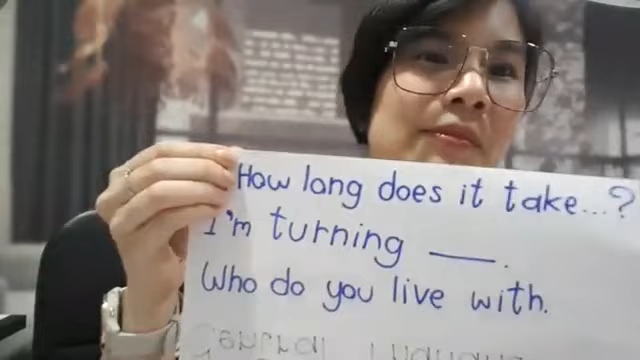 How long does it take...?
I'm turning ___.
Who do you live with.